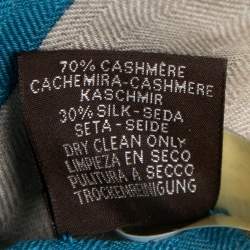 70% CASHMERE
CACHEMIRA-CASHMERE
KASCHMIR
30% SILK-SEDA
SETA-SEIDE
DRY CLEAN ONLY
LIMPIEZA EN SECO
PULITURA A SECCO
TROCKENREINIGUNG